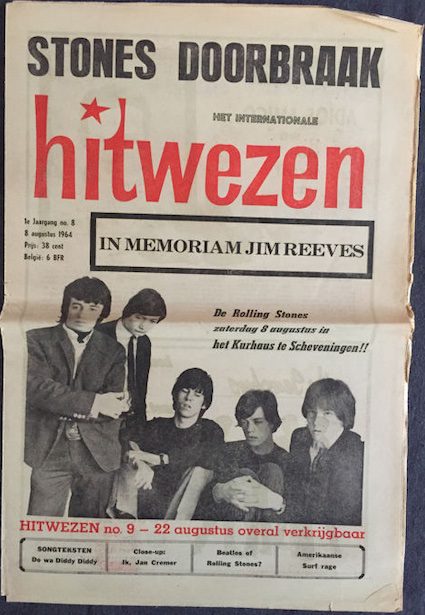 STONES DOORBRAAK
HET INTERNATIONALE
hitwezen
1e Jaargang no. 8
8 augustus 1964
Prijs: 38 cent
België: 6 BFR
IN MEMORIAM JIM REEVES
De Rolling Stones
zaterdag 8 augustus in
het Kurhaus te Scheveningen!!
HITWEZEN no. 9 – 22 augustus overal verkrijgbaar
SONGTEKSTEN
Do wa Diddy Diddy
Close-up:
Ik, Jan Cremer
Beatles of
Rolling Stones?
Amerikaanse
Surf rage